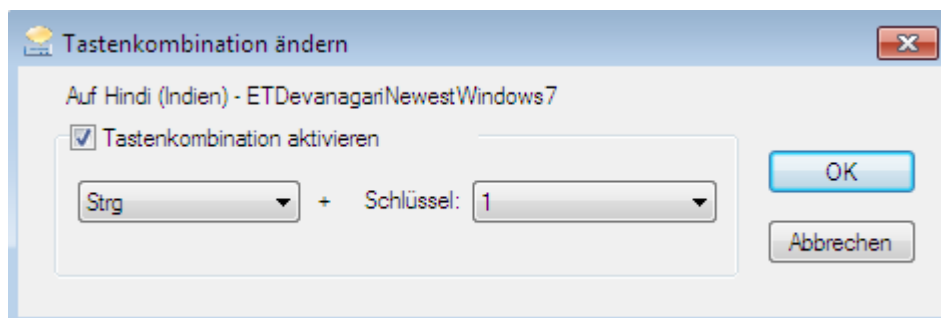 Tastenkombination ändern
Auf Hindi (Indien) - ETDevanagariNewestWindows7
Tastenkombination aktivieren
Strg + Schlüssel: 1
OK
Abbrechen